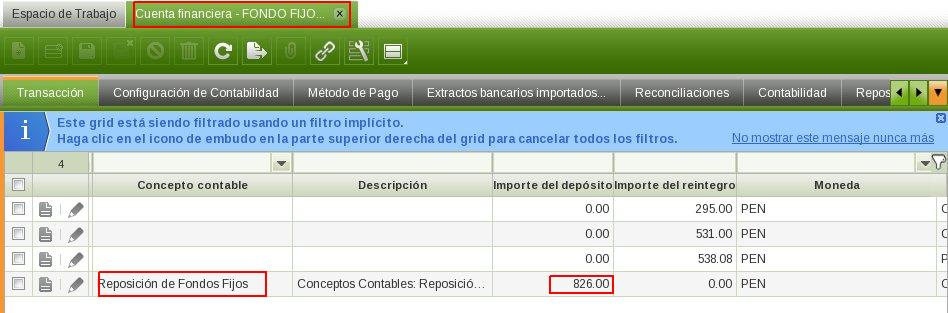 Espacio de Trabajo
Cuenta financiera - FONDO FIJO...
Transacción
Configuración de Contabilidad
Método de Pago
Extractos bancarios importados...
Reconciliaciones
Contabilidad
Repos
Este grid está siendo filtrado usando un filtro implícito.
Haga clic en el icono de embudo en la parte superior derecha del grid para cancelar todos los filtros.
No mostrar este mensaje nunca más
4
Concepto contable Descripción Importe del depósito Importe del reintegro Moneda
0.00 295.00 PEN
0.00 531.00 PEN
0.00 538.08 PEN
Reposición de Fondos Fijos Conceptos Contables: Reposició... 826.00 0.00 PEN